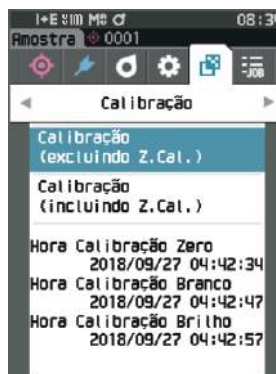 I+E SIM 08:3
Amostra 0001
JOB
Calibração
Calibração
(excluindo Z.Cal.)
Calibração
(incluindo Z.Cal.)
Hora Calibração Zero
2018/09/27 04:42:34
Hora Calibração Branco
2018/09/27 04:42:47
Hora Calibração Brilho
2018/09/27 04:42:57